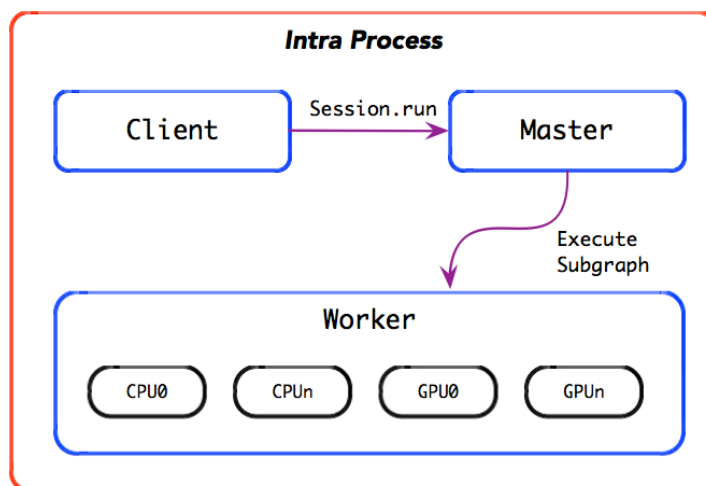 Intra Process
Client
Session.run
Master
Execute
Subgraph
Worker
CPU0
CPUn
GPU0
GPUn